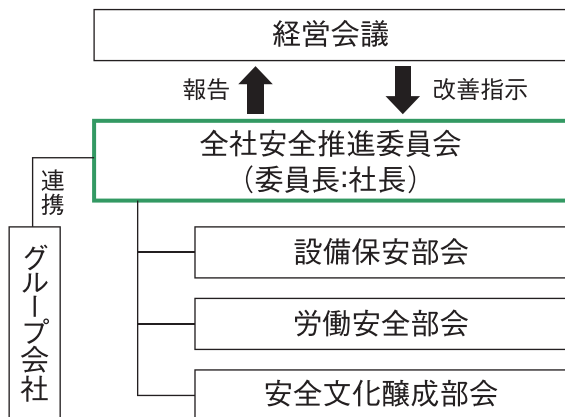 経営会議
報告
改善指示
全社安全推進委員会
（委員長:社長）
連携
グループ会社
設備保安部会
労働安全部会
安全文化醸成部会